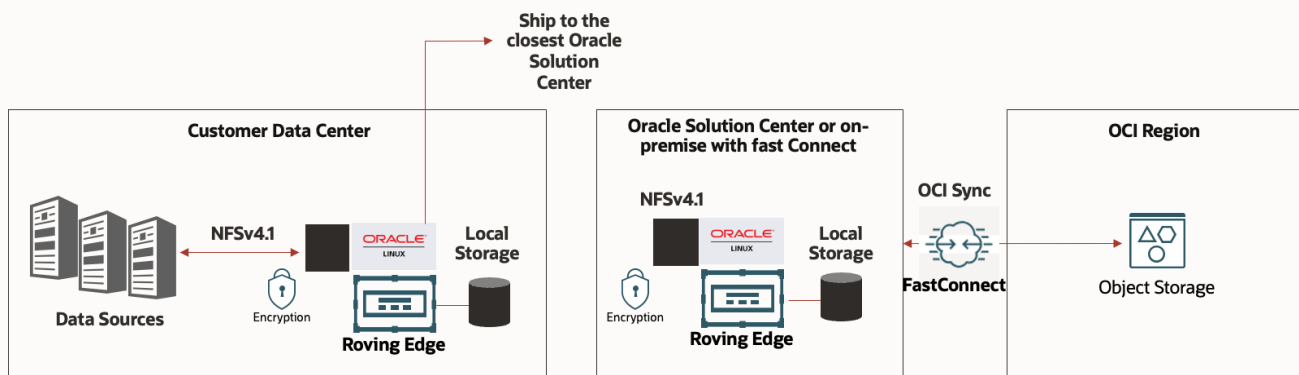 Ship to the
closest Oracle
Solution
Center
Customer Data Center
NFSv4.1
ORACLE
LINUX
Local
Storage
Data Sources
Encryption
Roving Edge
Oracle Solution Center or on-
premise with fast Connect
NFSv4.1
ORACLE
LINUX
Local
Storage
Encryption
Roving Edge
OCI Sync
FastConnect
OCI Region
Object Storage